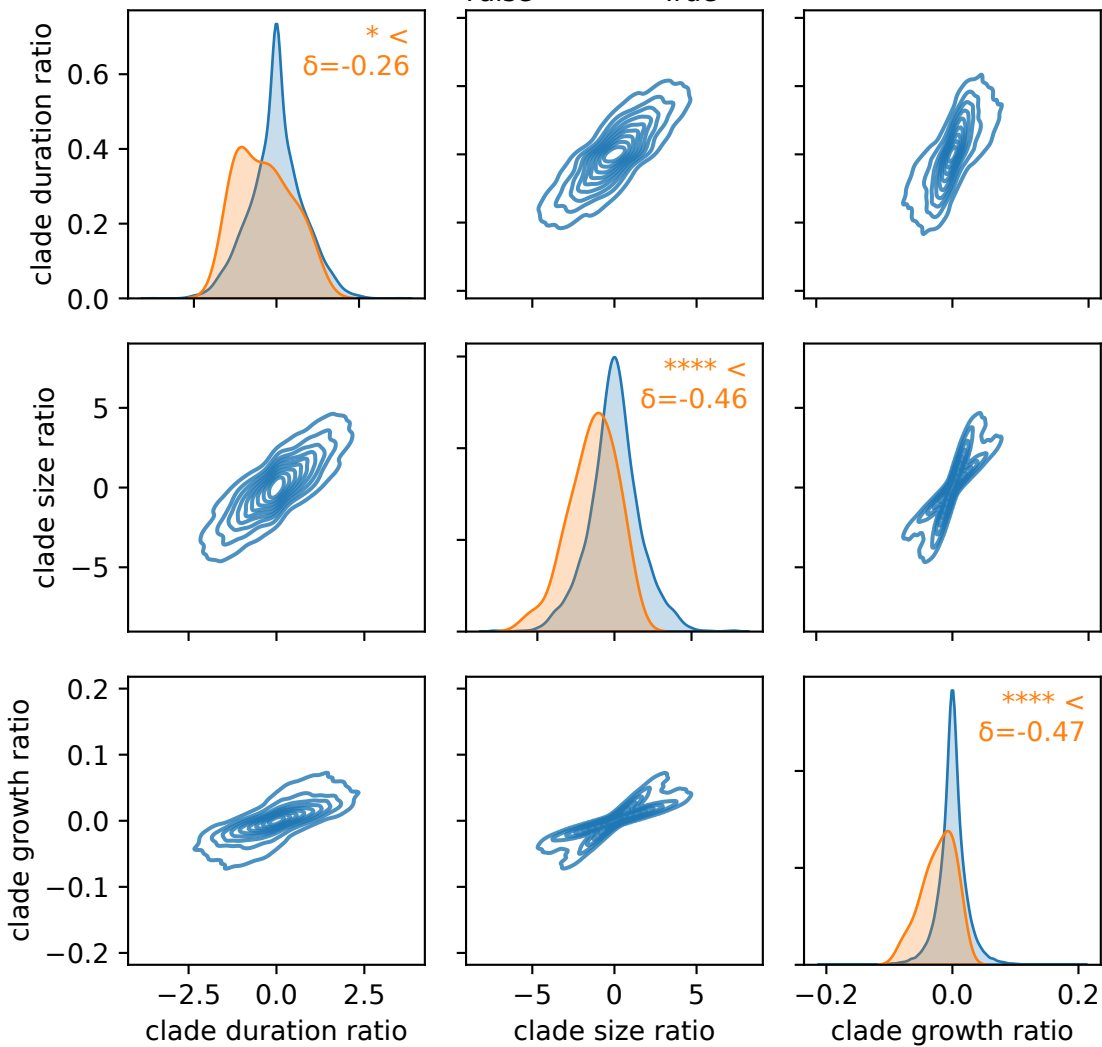 clade duration ratio
0.6
0.4
0.2
0.0
* <
δ=-0.26
clade size ratio
5
0
−5
**** <
δ=-0.46
clade growth ratio
0.2
0.1
0.0
−0.1
−0.2
**** <
δ=-0.47
−2.5 0.0 2.5
−5 0 5
−0.2 0.0 0.2
clade duration ratio
clade size ratio
clade growth ratio